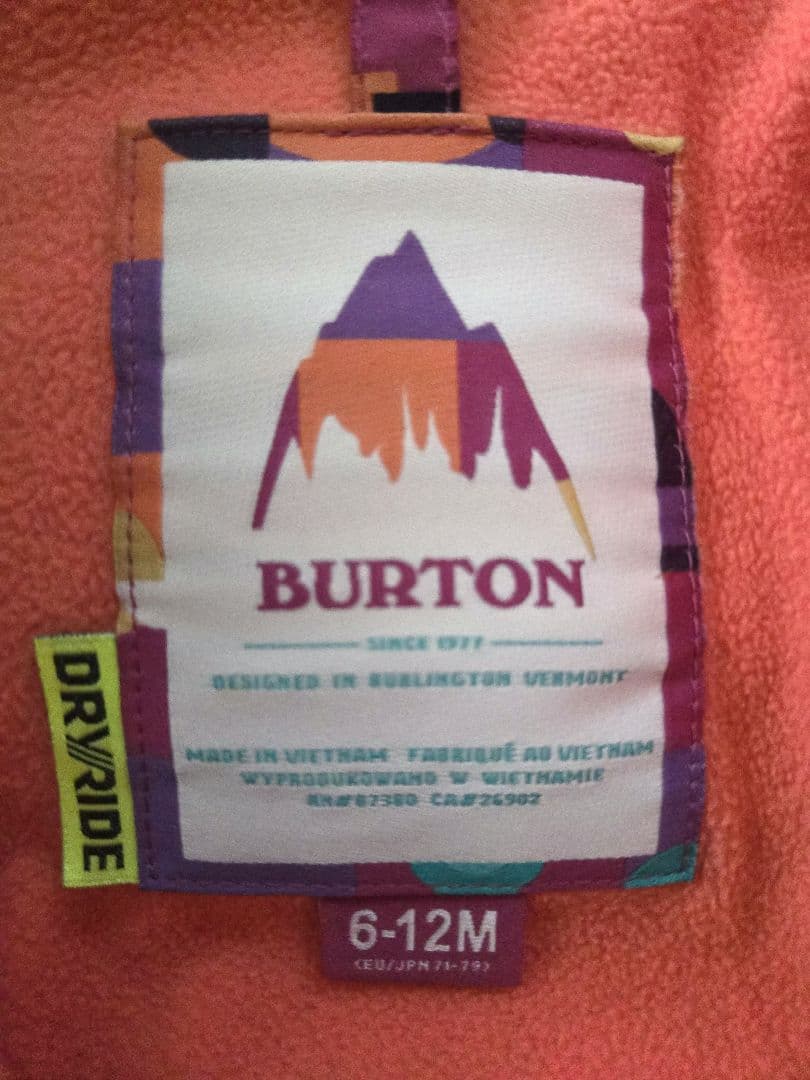 BURTON
SINCE 1977
DESIGNED IN BURLINGTON VERMONT
MADE IN VIETNAM FABRIQUÉ AU VIETNAM
WYPRODUKOWANO W WIETNAMIE
RN#87380 CA#26902
DRY//RIDE
6-12M
(EU/JPN 71-79)